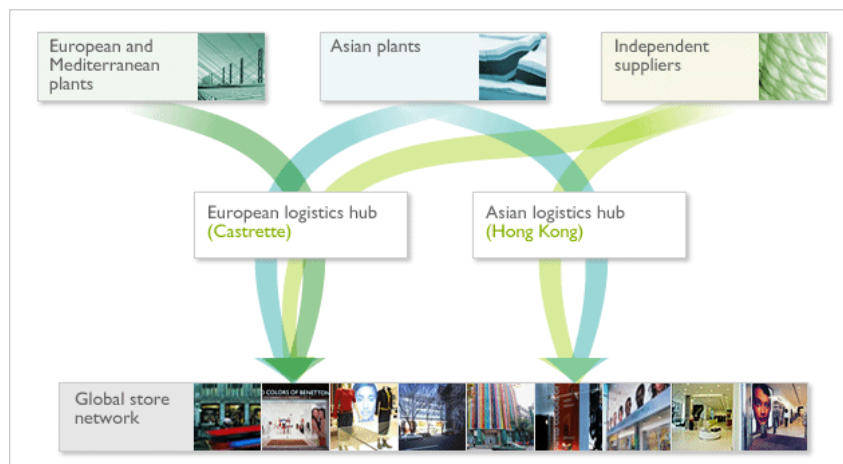 European and
Mediterranean
plants
Asian plants
Independent
suppliers
European logistics hub
(Castrette)
Asian logistics hub
(Hong Kong)
Global store
network
COLORS OF BENETTON